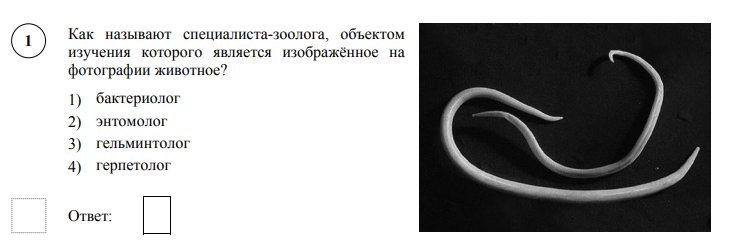 1
Как называют специалиста-зоолога, объектом
изучения которого является изображённое на
фотографии животное?
1) бактериолог
2) энтомолог
3) гельминтолог
4) герпетолог
Ответ: